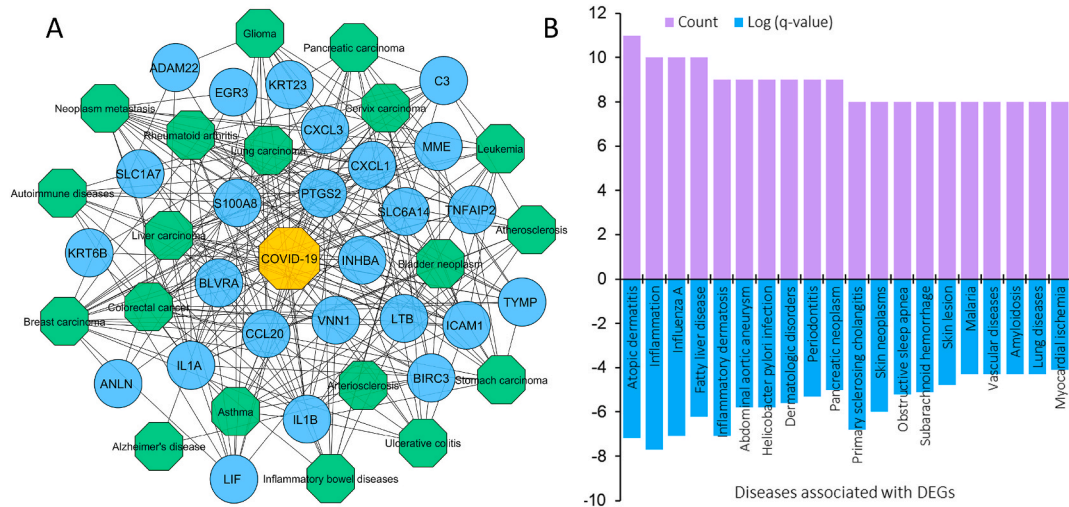 A
Glioma
Pancreatic carcinoma
ADAM22
C3
EGR3
KRT23
Neoplasm metastasis
Cervix carcinoma
CXCL3
Rheumatoid arthritis
Lung carcinoma
MME
Leukemia
CXCL1
SLC1A7
Autoimmune diseases
PTGS2
S100A8
SLC6A14
TNFAIP2
Liver carcinoma
Atherosclerosis
KRT6B
COVID-19
INHBA
Bladder neoplasm
BLVRA
TYMP
Colorectal cancer
Breast carcinoma
VNN1
LTB
ICAM1
CCL20
IL1A
Arteriosclerosis
BIRC3
Stomach carcinoma
ANLN
Asthma
IL1B
Alzheimer's disease
Ulcerative colitis
LIF
Inflammatory bowel diseases
B
Count
Log (q-value)
12
10
8
6
4
2
0
-2
-4
-6
-8
-10
Atopic dermatitis
Inflammation
Influenza A
Fatty liver disease
Inflammatory dermatosis
Abdominal aortic aneurysm
Helicobacter pylori infection
Dermatologic disorders
Periodontitis
Pancreatic neoplasm
Primary sclerosing cholangitis
Skin neoplasms
Obstructive sleep apnea
Subarachnoid hemorrhage
Skin lesion
Malaria
Vascular diseases
Amyloidosis
Lung diseases
Myocardial ischemia
Diseases associated with DEGs